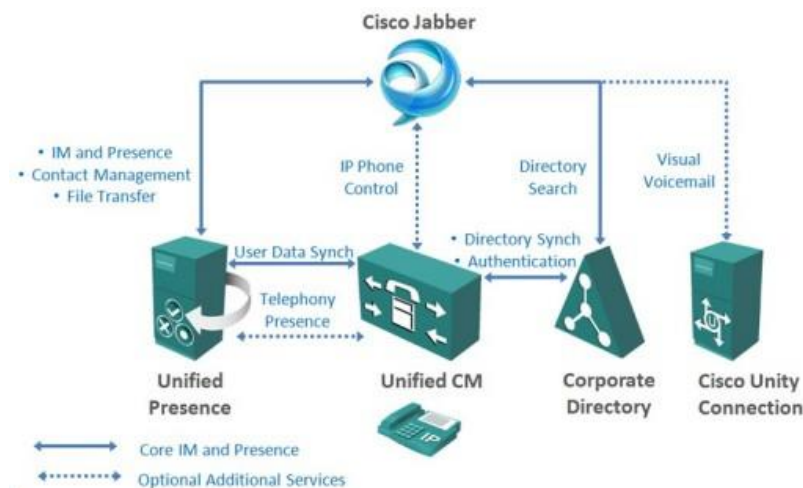 Cisco Jabber
• IM and Presence
• Contact Management
• File Transfer
IP Phone
Control
Directory
Search
Visual
Voicemail
User Data Synch
• Directory Synch
• Authentication
Telephony
Presence
U
Unified
Presence
Unified CM
Corporate
Directory
Cisco Unity
Connection
IP
Core IM and Presence
Optional Additional Services